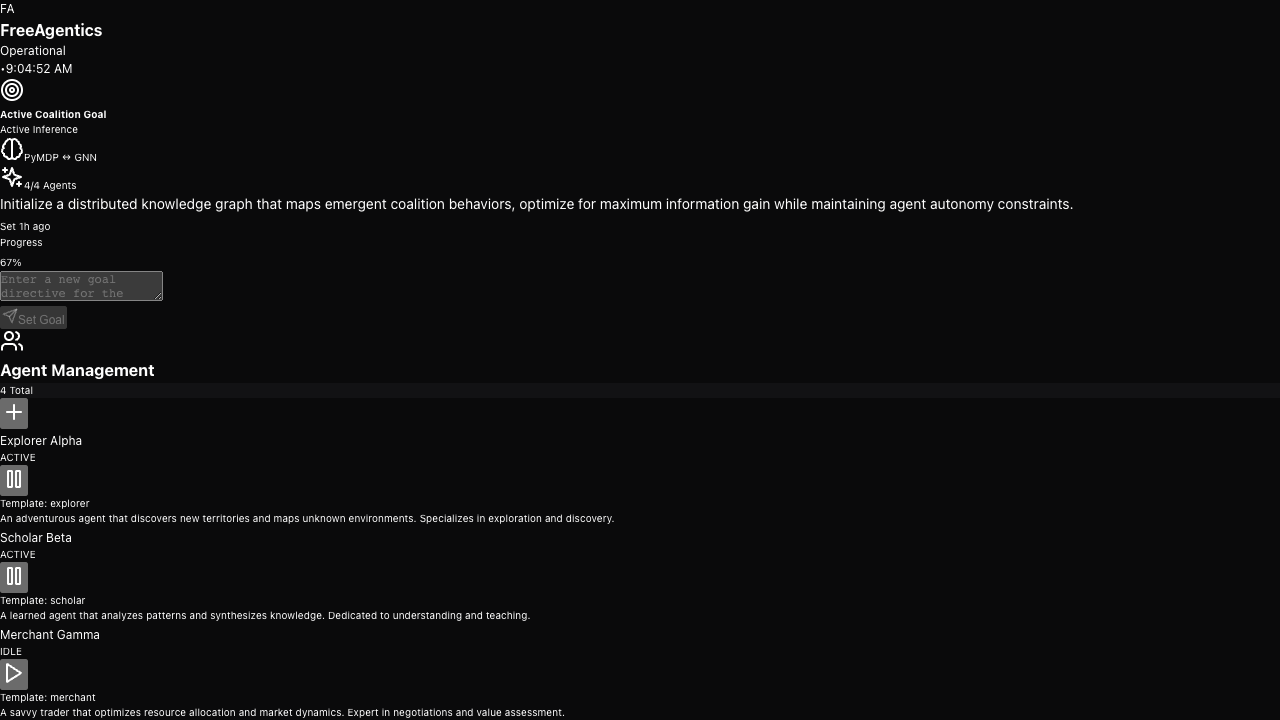 FA
FreeAgentics
Operational
•9:04:52 AM
Active Coalition Goal
Active Inference
PyMDP ↔ GNN
4/4 Agents
Initialize a distributed knowledge graph that maps emergent coalition behaviors, optimize for maximum information gain while maintaining agent autonomy constraints.
Set 1h ago
Progress
67%
Enter a new goal
directive for the
Set Goal
Agent Management
4 Total
Explorer Alpha
ACTIVE
Template: explorer
An adventurous agent that discovers new territories and maps unknown environments. Specializes in exploration and discovery.
Scholar Beta
ACTIVE
Template: scholar
A learned agent that analyzes patterns and synthesizes knowledge. Dedicated to understanding and teaching.
Merchant Gamma
IDLE
Template: merchant
A savvy trader that optimizes resource allocation and market dynamics. Expert in negotiations and value assessment.